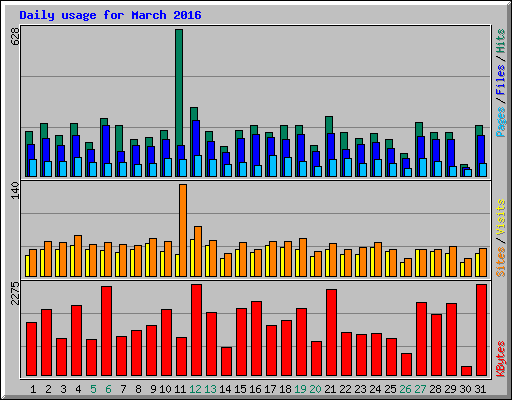 Daily usage for March 2016
628
Pages / Files / Hits
140
Sites / Visits
2275
KBytes
1 2 3 4 5 6 7 8 9 10 11 12 13 14 15 16 17 18 19 20 21 22 23 24 25 26 27 28 29 30 31